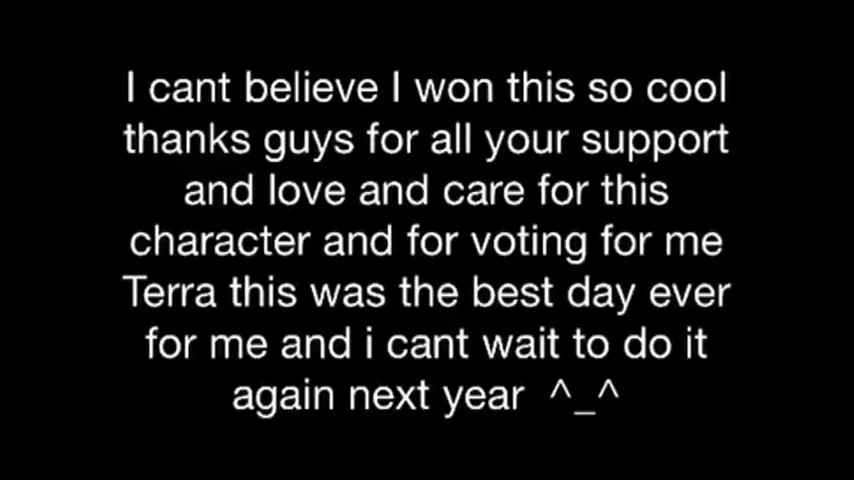 I cant believe I won this so cool
thanks guys for all your support
and love and care for this
character and for voting for me
Terra this was the best day ever
for me and i cant wait to do it
again next year  ^_^